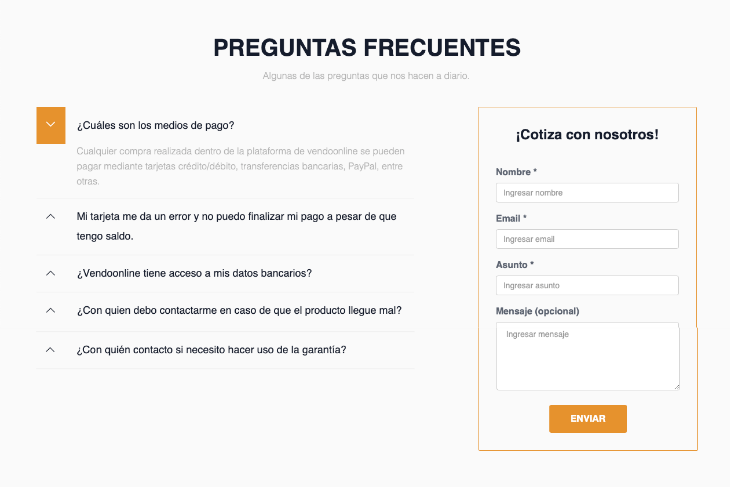 PREGUNTAS FRECUENTES
Algunas de las preguntas que nos hacen a diario.
¿Cuáles son los medios de pago?
Cualquier compra realizada dentro de la plataforma de vendoonline se pueden
pagar mediante tarjetas crédito/débito, transferencias bancarias, PayPal, entre
otras.
Mi tarjeta me da un error y no puedo finalizar mi pago a pesar de que
tengo saldo.
¿Vendoonline tiene acceso a mis datos bancarios?
¿Con quien debo contactarme en caso de que el producto llegue mal?
¿Con quién contacto si necesito hacer uso de la garantía?
¡Cotiza con nosotros!
Nombre *
Ingresar nombre
Email *
Ingresar email
Asunto *
Ingresar asunto
Mensaje (opcional)
Ingresar mensaje
ENVIAR